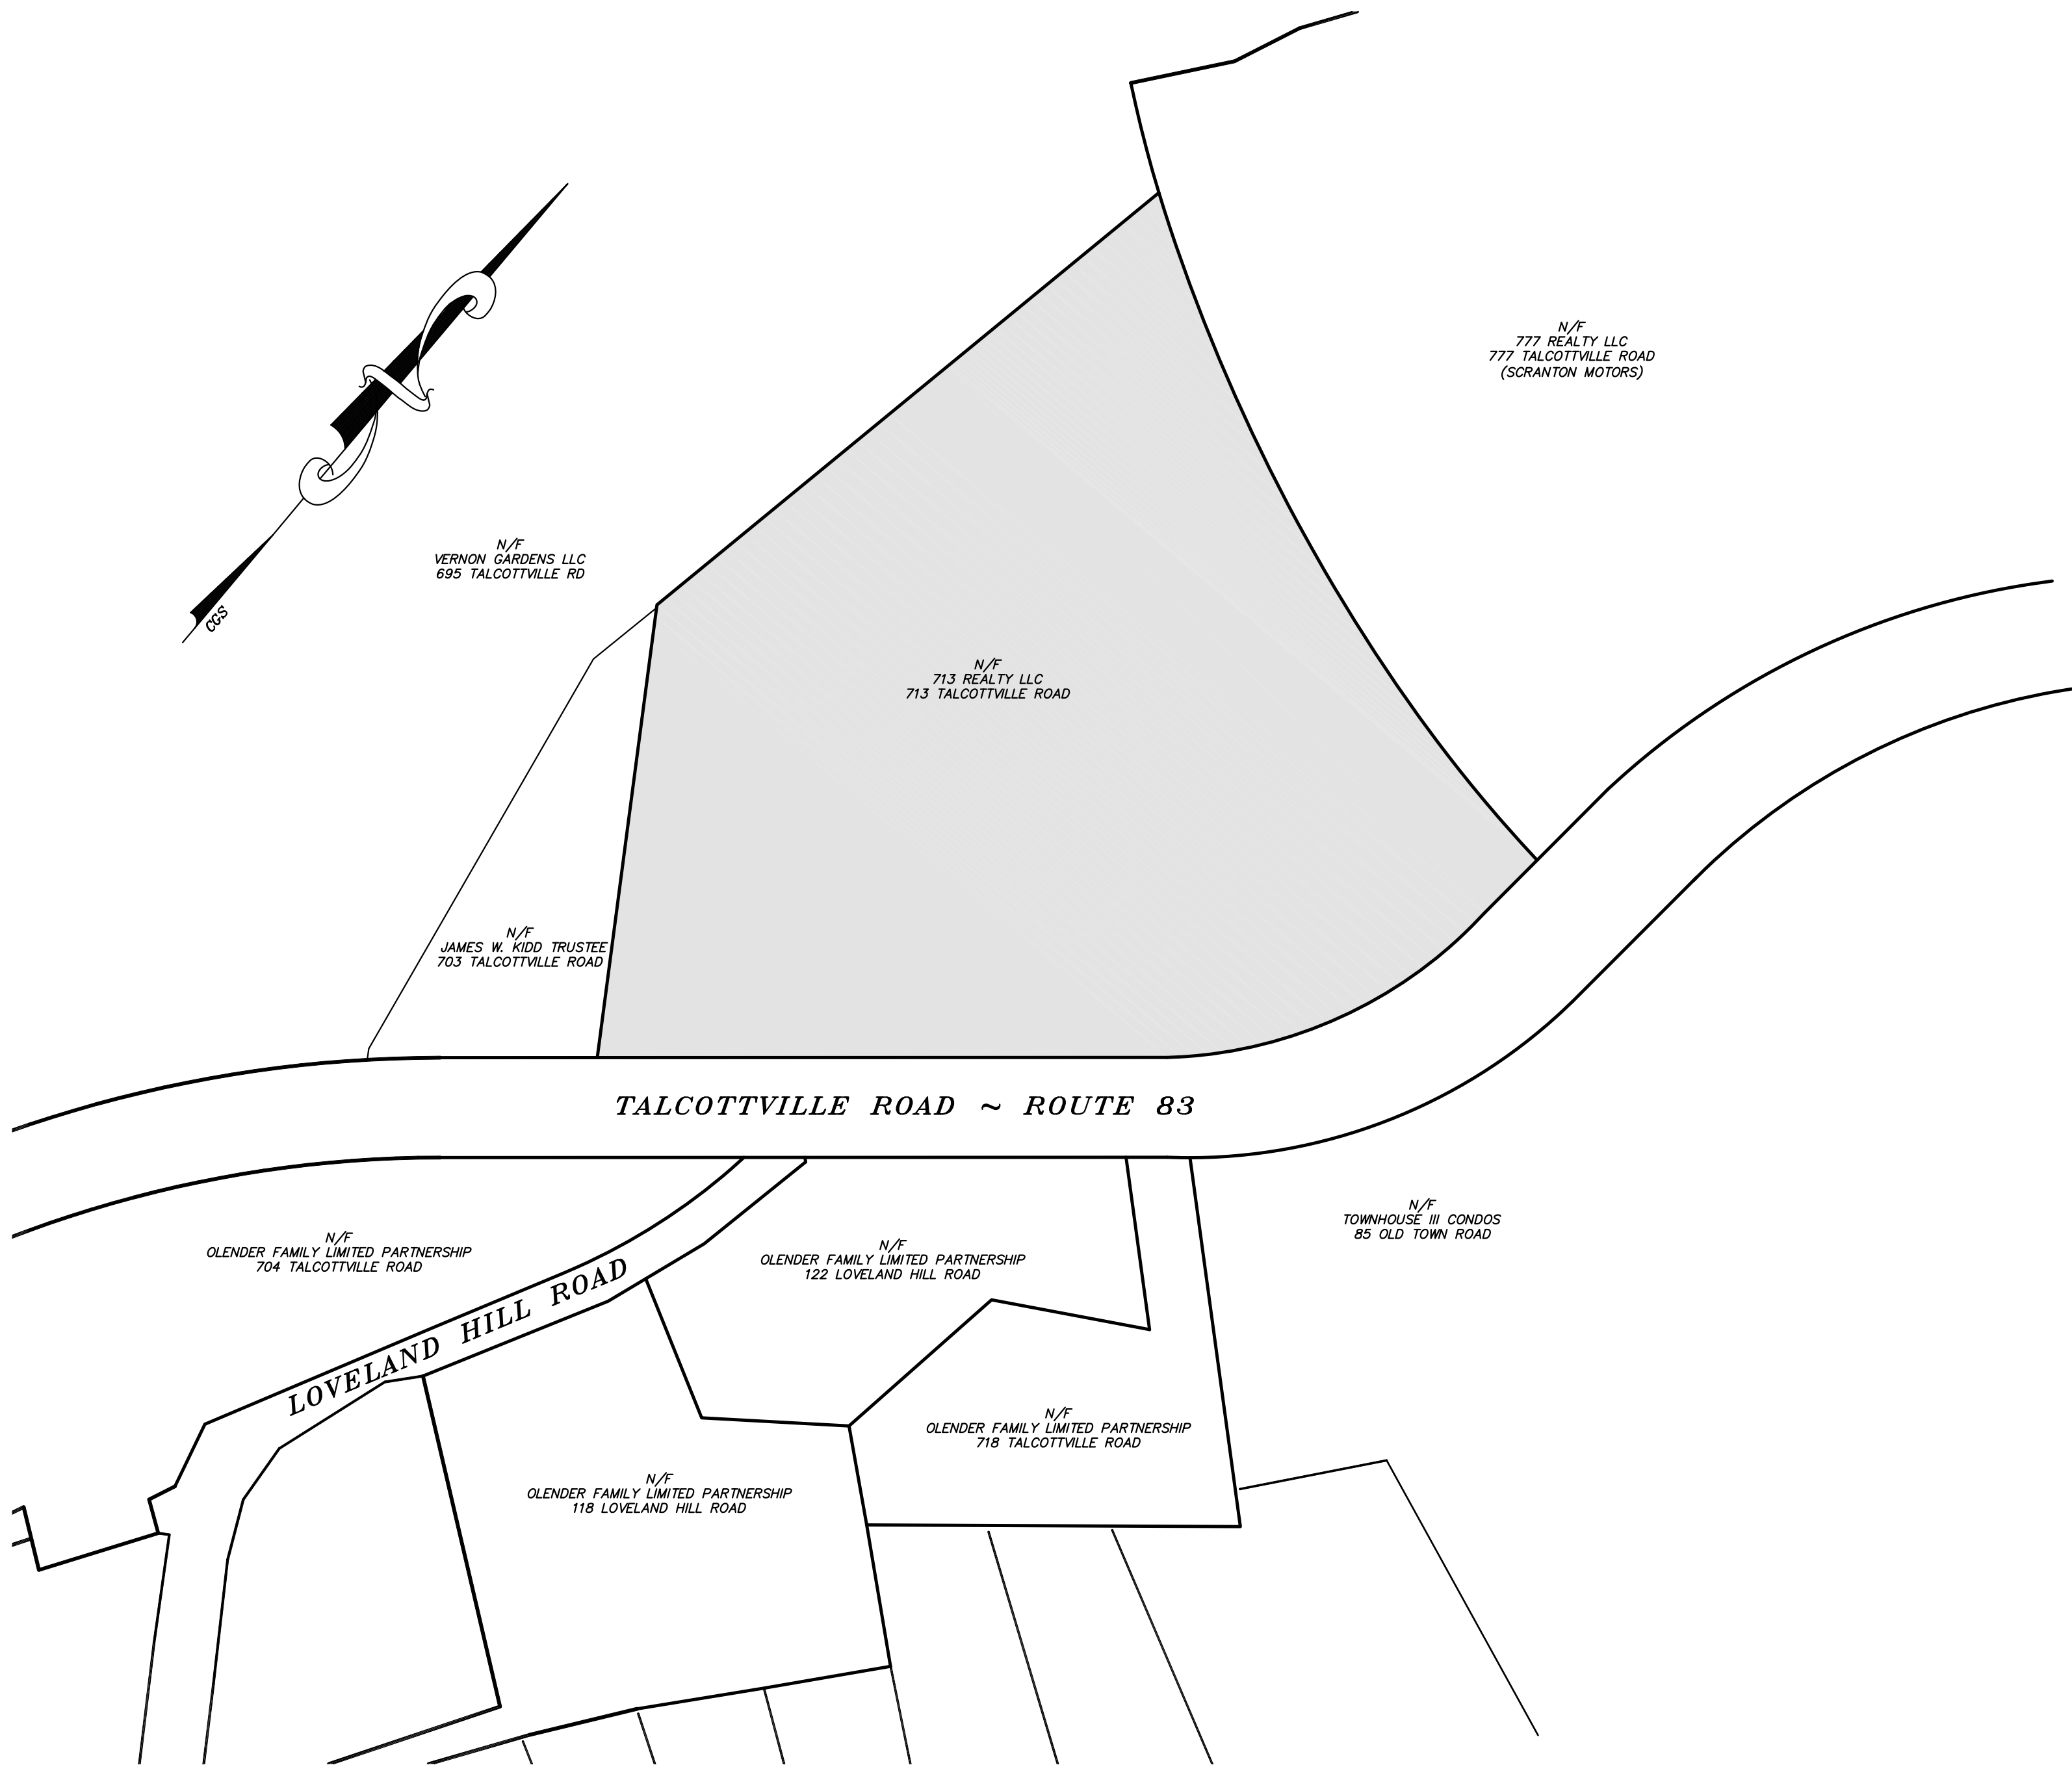 N/F
777 REALTY LLC
777 TALCOTTVILLE ROAD
(SCRANTON MOTORS)
N/F
VERNON GARDENS LLC
695 TALCOTTVILLE RD
CGS
N/F
713 REALTY LLC
713 TALCOTTVILLE ROAD
N/F
JAMES W. KIDD TRUSTEE
703 TALCOTTVILLE ROAD
TALCOTTVILLE ROAD ~ ROUTE 83
N/F
TOWNHOUSE III CONDOS
85 OLD TOWN ROAD
N/F
OLENDER FAMILY LIMITED PARTNERSHIP
704 TALCOTTVILLE ROAD
N/F
OLENDER FAMILY LIMITED PARTNERSHIP
122 LOVELAND HILL ROAD
LOVELAND HILL ROAD
N/F
OLENDER FAMILY LIMITED PARTNERSHIP
718 TALCOTTVILLE ROAD
N/F
OLENDER FAMILY LIMITED PARTNERSHIP
118 LOVELAND HILL ROAD